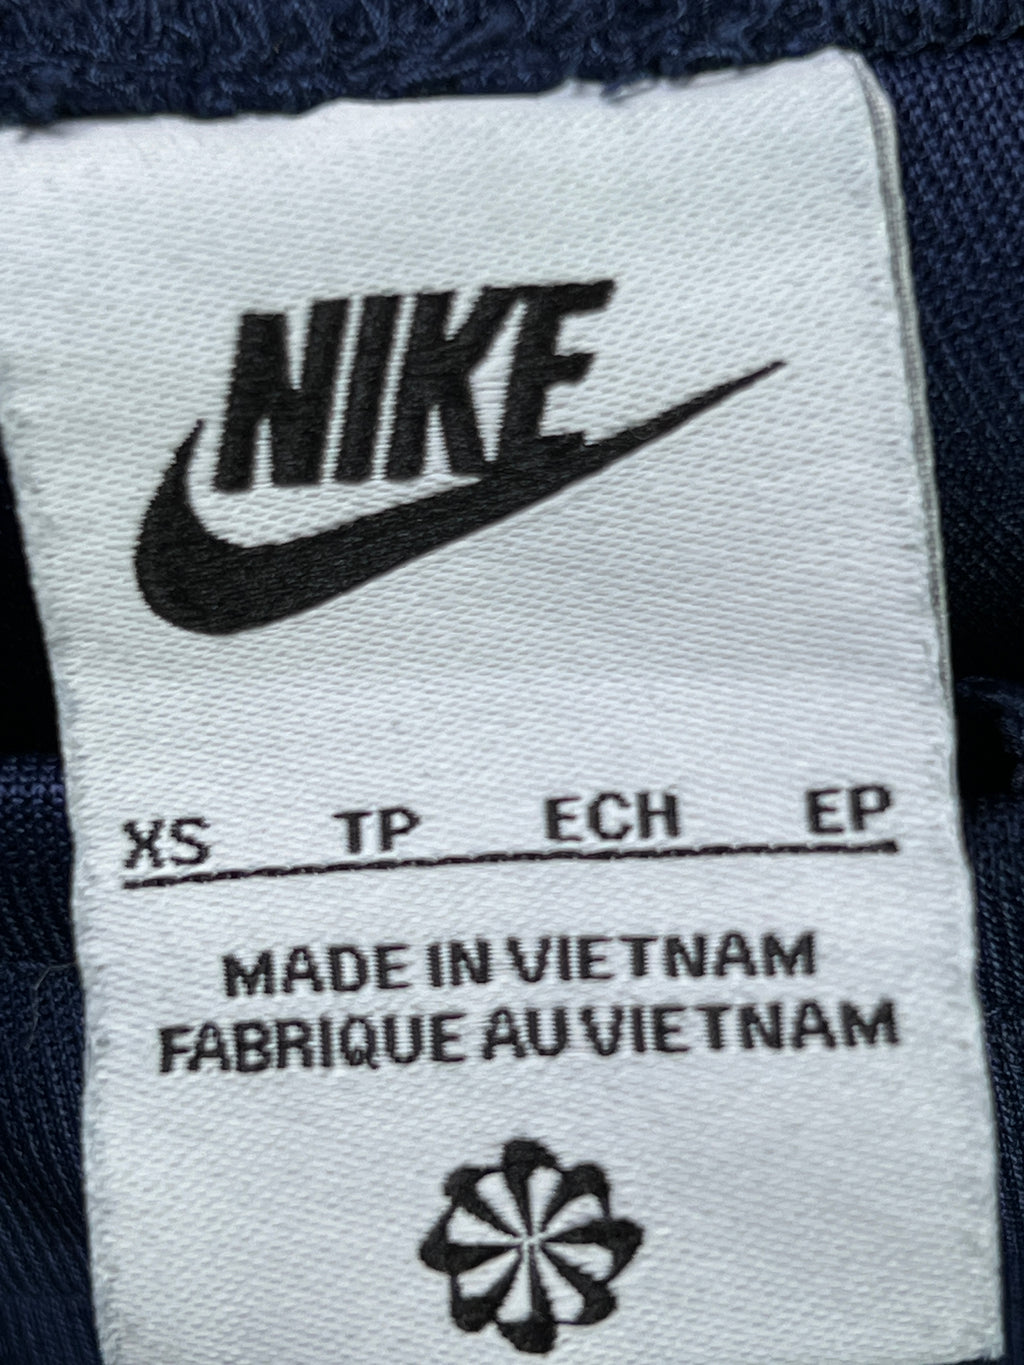 NIKE
XS TP ECH EP
MADE IN VIETNAM
FABRIQUE AU VIETNAM